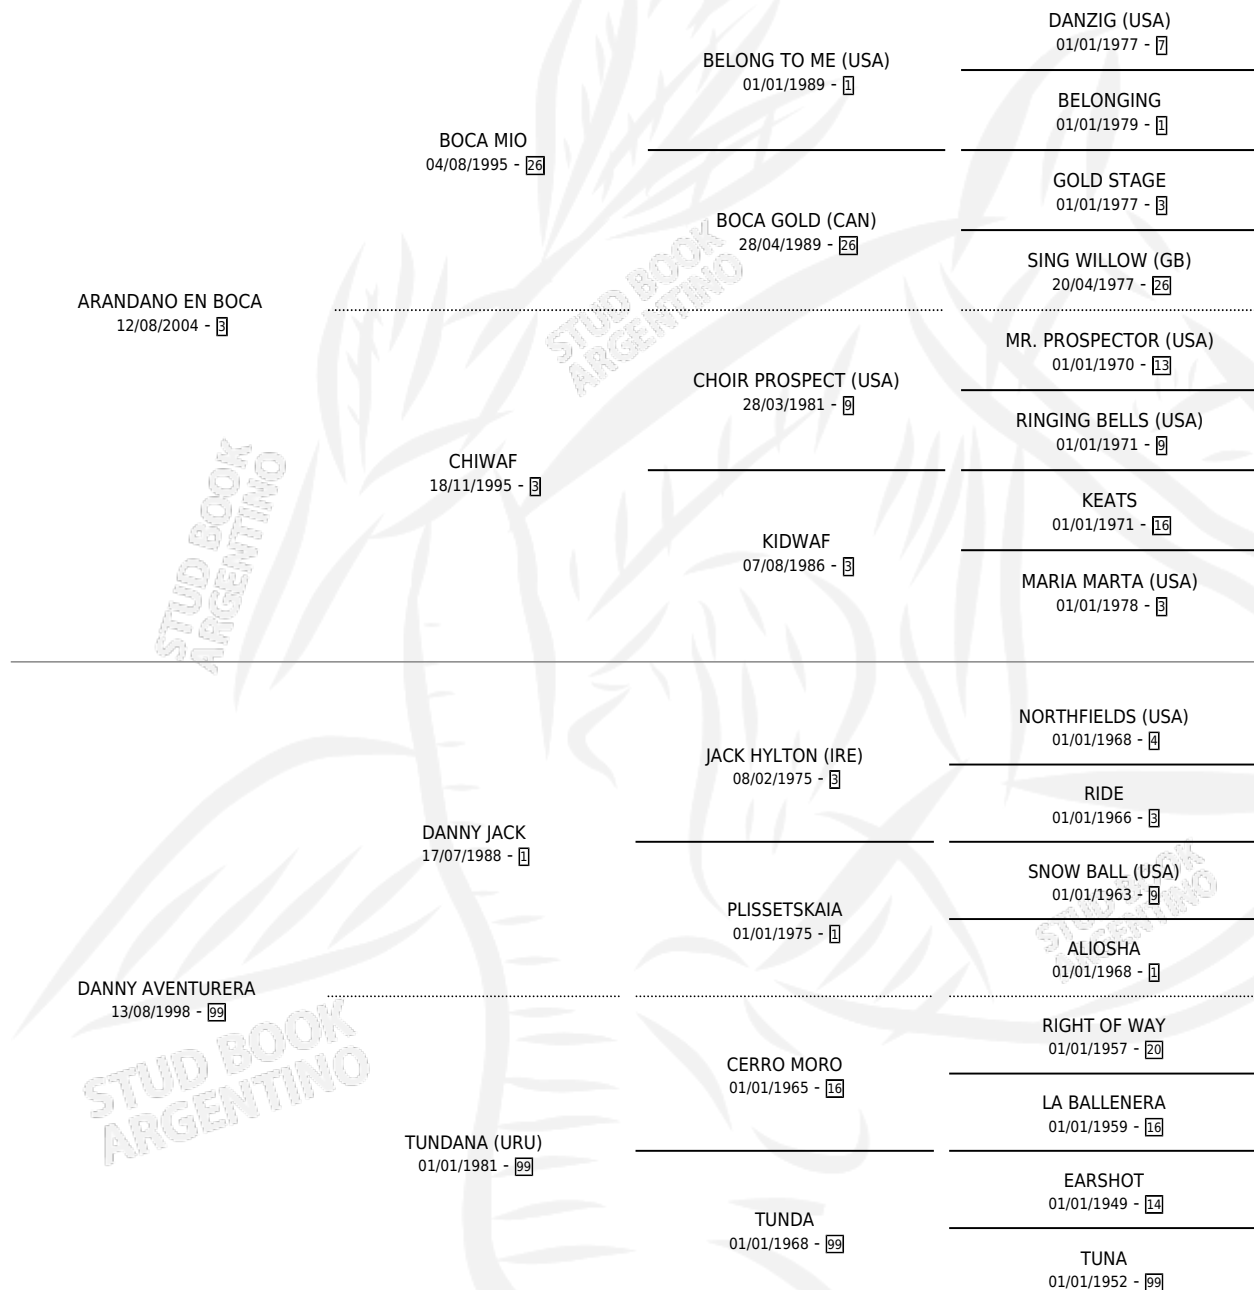 DANZIG (USA)
01/01/1977 - 7
BELONG TO ME (USA)
01/01/1989 - 1
BELONGING
01/01/1979 - 1
BOCA MIO
04/08/1995 - 26
GOLD STAGE
01/01/1977 - 3
BOCA GOLD (CAN)
28/04/1989 - 26
SING WILLOW (GB)
20/04/1977 - 26
ARANDANO EN BOCA
12/08/2004 - 3
MR. PROSPECTOR (USA)
01/01/1970 - 13
CHOIR PROSPECT (USA)
28/03/1981 - 9
RINGING BELLS (USA)
01/01/1971 - 9
CHIWAF
18/11/1995 - 3
KEATS
01/01/1971 - 16
KIDWAF
07/08/1986 - 3
MARIA MARTA (USA)
01/01/1978 - 3
NORTHFIELDS (USA)
01/01/1968 - 4
JACK HYLTON (IRE)
08/02/1975 - 3
RIDE
01/01/1966 - 3
DANNY JACK
17/07/1988 - 1
SNOW BALL (USA)
01/01/1963 - 9
PLISSETSKAIA
01/01/1975 - 1
ALIOSHA
01/01/1968 - 1
DANNY AVENTURERA
13/08/1998 - 99
RIGHT OF WAY
01/01/1957 - 20
CERRO MORO
01/01/1965 - 16
LA BALLENERA
01/01/1959 - 16
TUNDANA (URU)
01/01/1981 - 99
EARSHOT
01/01/1949 - 14
TUNDA
01/01/1968 - 99
TUNA
01/01/1952 - 99
STUD BOOK
ARGENTINO
STUD BOOK
ARGENTINO
STUD BOOK
ARGENTINO
STUD BOOK
ARGENTINO